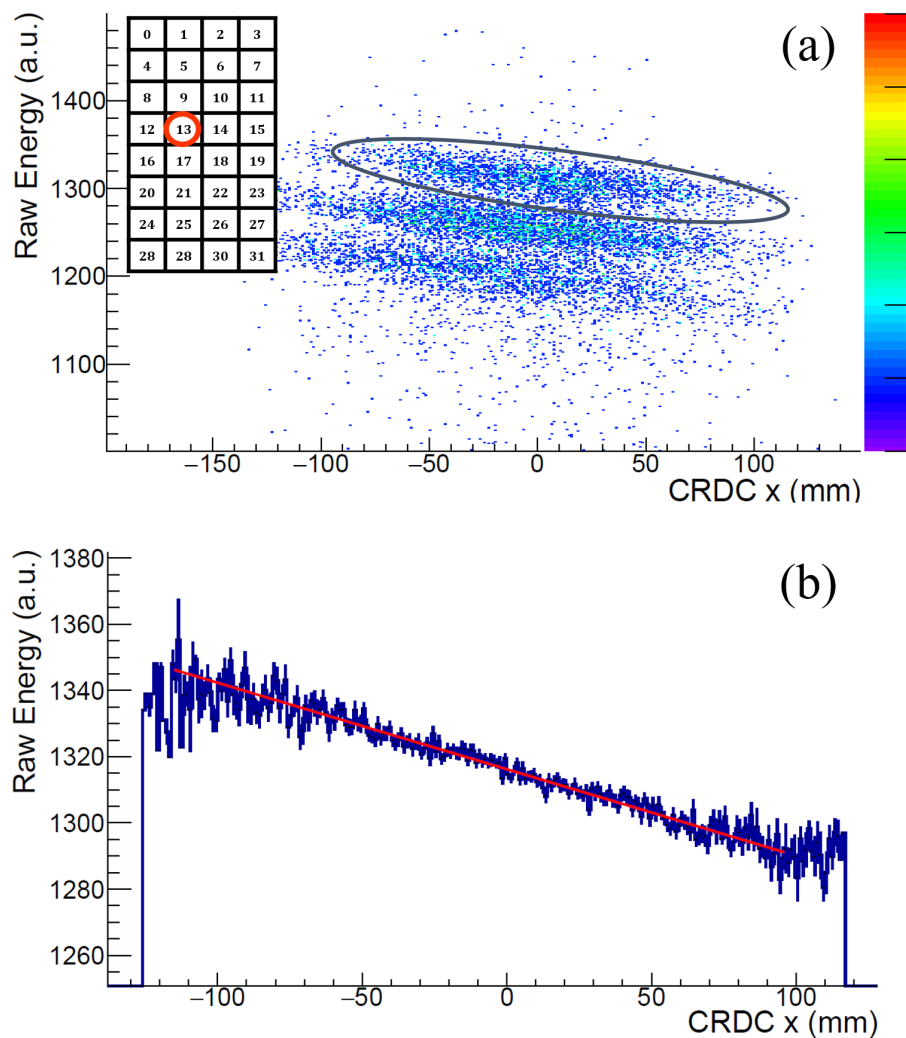 (a)
Raw Energy (a.u.)
1400
1300
1200
1100
0 1 2 3
4 5 6 7
8 9 10 11
12 13 14 15
16 17 18 19
20 21 22 23
24 25 26 27
28 28 30 31
−150 −100 −50 0 50 100
CRDC x (mm)
(b)
Raw Energy (a.u.)
1380
1360
1340
1320
1300
1280
1260
−100 −50 0 50 100
CRDC x (mm)